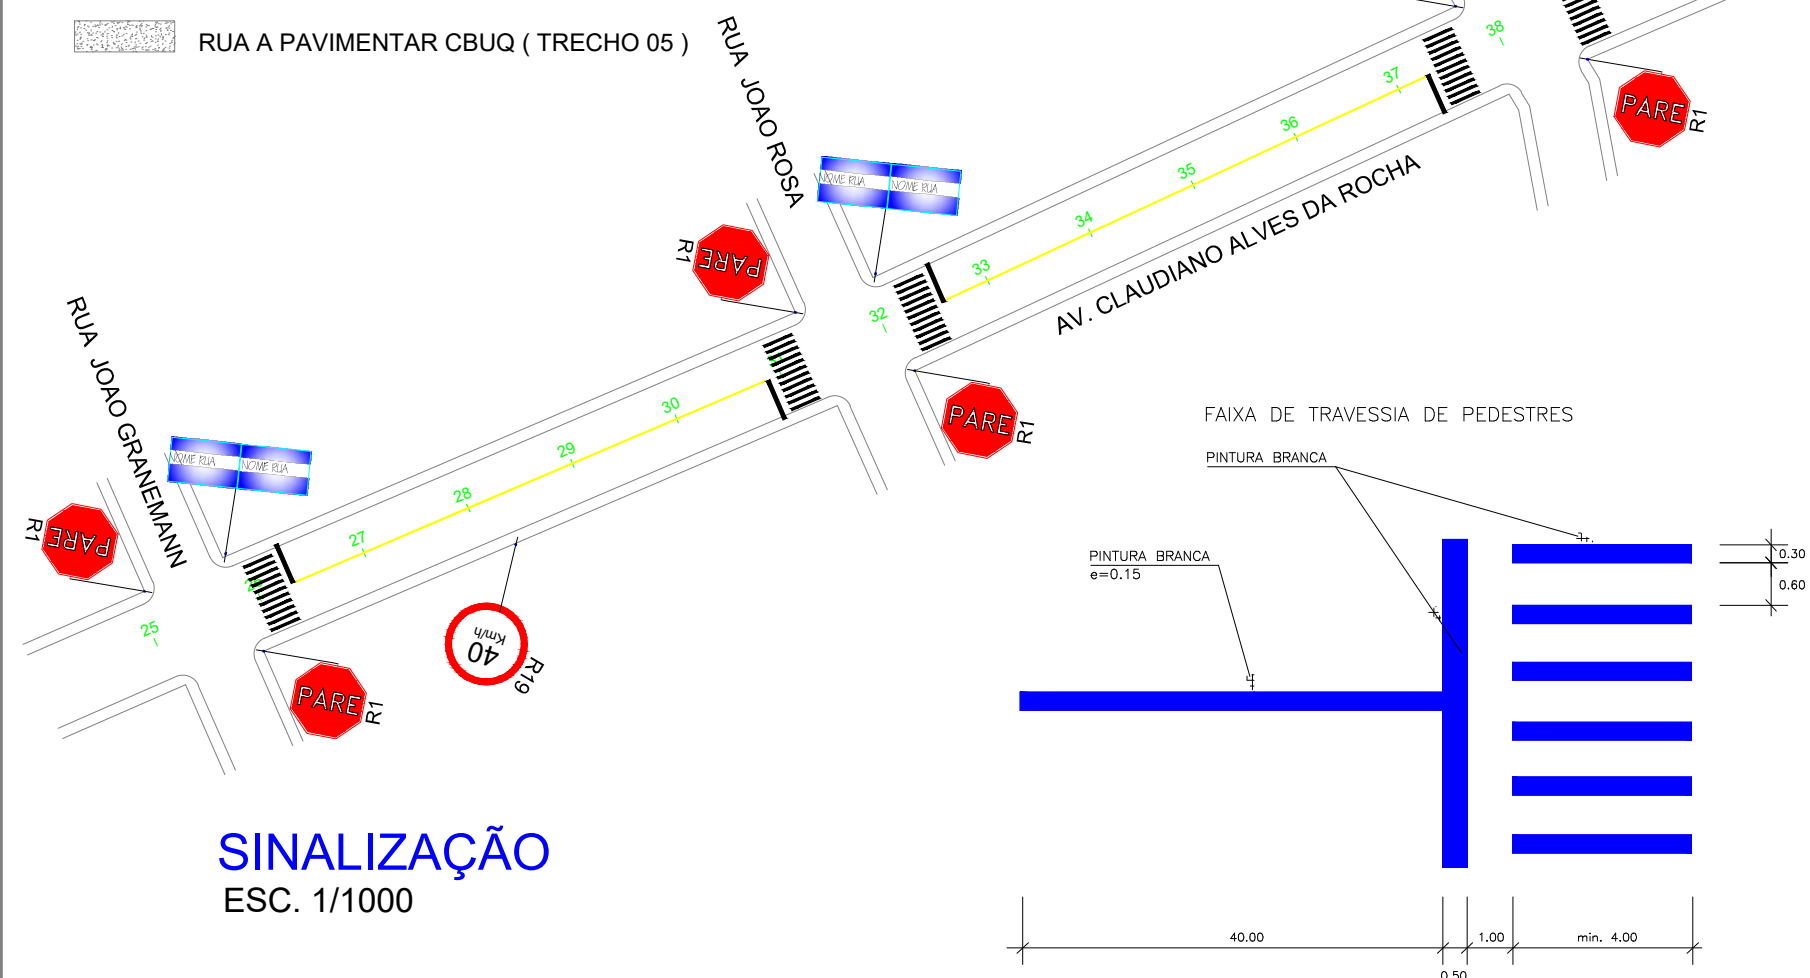 RUA A PAVIMENTAR CBUQ ( TRECHO 05 )
RUA JOAO ROSA
38
37
36
35
34
33
32
PARE
R1
NOME RUA
NOME RUA
AV. CLAUDIANO ALVES DA ROCHA
PARE
R1
PARE
R1
RUA JOAO GRANEMANN
NOME RUA
NOME RUA
30
29
28
27
25
PARE
R1
PARE
R1
40
Km/h
R19
FAIXA DE TRAVESSIA DE PEDESTRES
PINTURA BRANCA
PINTURA BRANCA
e=0.15
0.30
0.60
40.00
0.50
1.00
min. 4.00
SINALIZAÇÃO
ESC. 1/1000